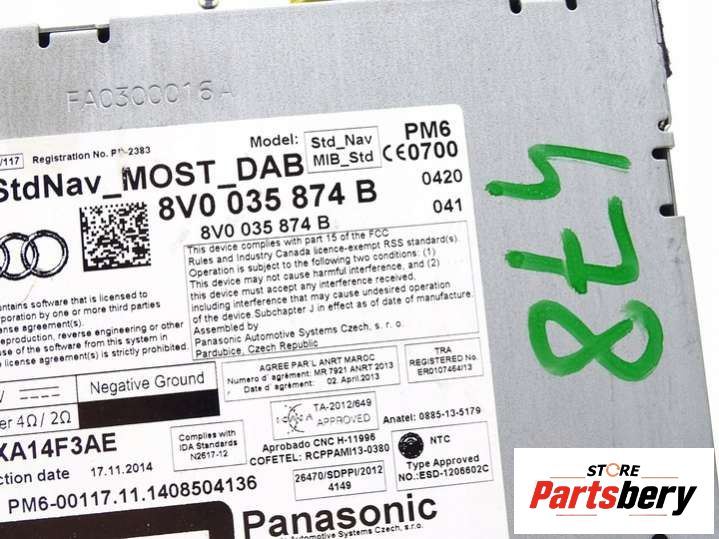 FA0300016A
/117 Registration No. PM-2383
Model: Std_Nav MIB_Std
PM6
CE0700
StdNav_MOST_DAB
8V0 035 874 B
8V0 035 874 B
0420
041
This device complies with part 15 of the FCC
Rules and Industry Canada licence-exempt RSS standard(s).
Operation is subject to the following two conditions: (1)
This device may not cause harmful interference, and (2)
this device must accept any interference received,
including interference that may cause undesired operation
of the device.Subchapter J in effect as of date of manufacture.
Assembled by
Panasonic Automotive Systems Czech, s. r. o.
Pardubice, Czech Republic
ontains software that is licensed to
rporation by one or more third parties
ense agreement(s).
eproduction, reverse engineering or other
se of the software from this system in
e license agreement(s) is strictly prohibited.
AGREE PAR L'ANRT MAROC
Numero d'agrément: MR 7921 ANRT 2013
Date d'agrément: 02. April.2013
TRA
REGISTERED No.
ER0107464/13
Negative Ground
er 4Ω/ 2Ω
TA-2012/649
APPROVED
Anatel: 0885-13-5179
XA14F3AE
Complies with
IDA Standards
N2617-12
Aprobado CNC H-11996
COFETEL: RCPPAMI13-0380
NTC
Type Approved
NO.:ESD-1206602C
ction date 17.11.2014
26470/SDPPI/2012
4149
PM6-00117.11.1408504136
Panasonic
Automotive Systems Czech, s.r.o.
478
STORE
Partsbery